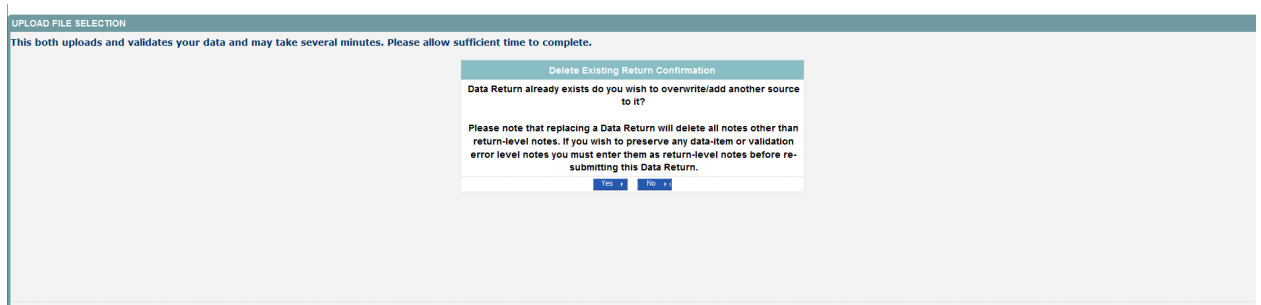 UPLOAD FILE SELECTION
This both uploads and validates your data and may take several minutes. Please allow sufficient time to complete.
Delete Existing Return Confirmation
Data Return already exists do you wish to overwrite/add another source
to it?
Please note that replacing a Data Return will delete all notes other than
return-level notes. If you wish to preserve any data-item or validation
error level notes you must enter them as return-level notes before re-
submitting this Data Return.
Yes No